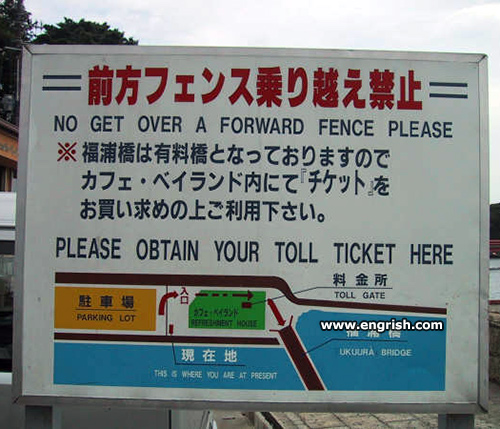 前方フェンス乗り越え禁止
NO GET OVER A FORWARD FENCE PLEASE
※福浦橋は有料橋となっておりますので
カフェ・ベイランド内にて『チケット』を
お買い求めの上ご利用下さい。
PLEASE OBTAIN YOUR TOLL TICKET HERE
料金所
TOLL GATE
駐車場
PARKING LOT
入口
カフェ・ベイランド
REFRESHMENT HOUSE
www.engrish.com
福浦橋
UKUURA BRIDGE
現在地
THIS IS WHERE YOU ARE AT PRESENT